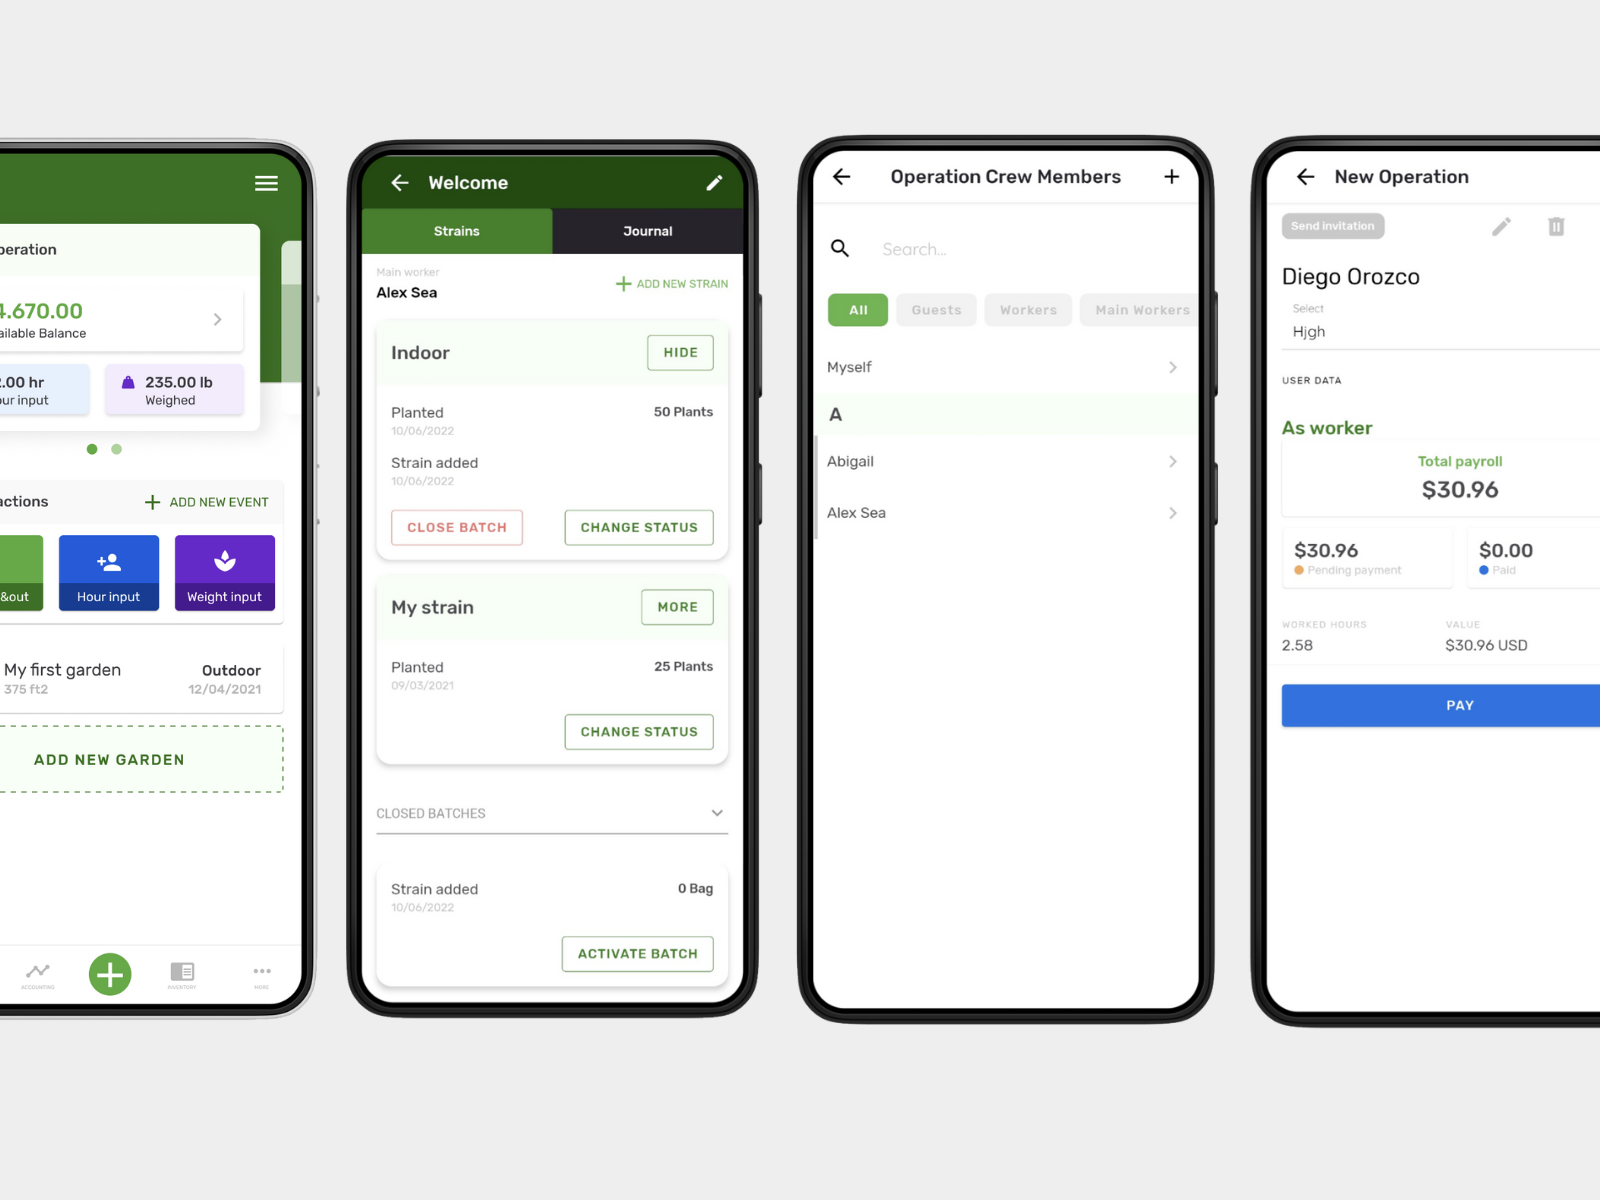 peration
4.670.00
ailable Balance
2.00 hr
our input
235.00 lb
Weighed
actions
ADD NEW EVENT
&out
Hour input
Weight input
My first garden
375 ft2
Outdoor
12/04/2021
ADD NEW GARDEN
ACCOUNTING
INVENTORY
MORE
Welcome
Strains
Journal
Main worker
Alex Sea
ADD NEW STRAIN
Indoor
HIDE
Planted
10/06/2022
50 Plants
Strain added
10/06/2022
CLOSE BATCH
CHANGE STATUS
My strain
MORE
Planted
09/03/2021
25 Plants
CHANGE STATUS
CLOSED BATCHES
Strain added
10/06/2022
0 Bag
ACTIVATE BATCH
Operation Crew Members
Search...
All
Guests
Workers
Main Workers
Myself
A
Abigail
Alex Sea
New Operation
Send invitation
Diego Orozco
Select
Hjgh
USER DATA
As worker
Total payroll
$30.96
$30.96
Pending payment
$0.00
Paid
WORKED HOURS
2.58
VALUE
$30.96 USD
PAY